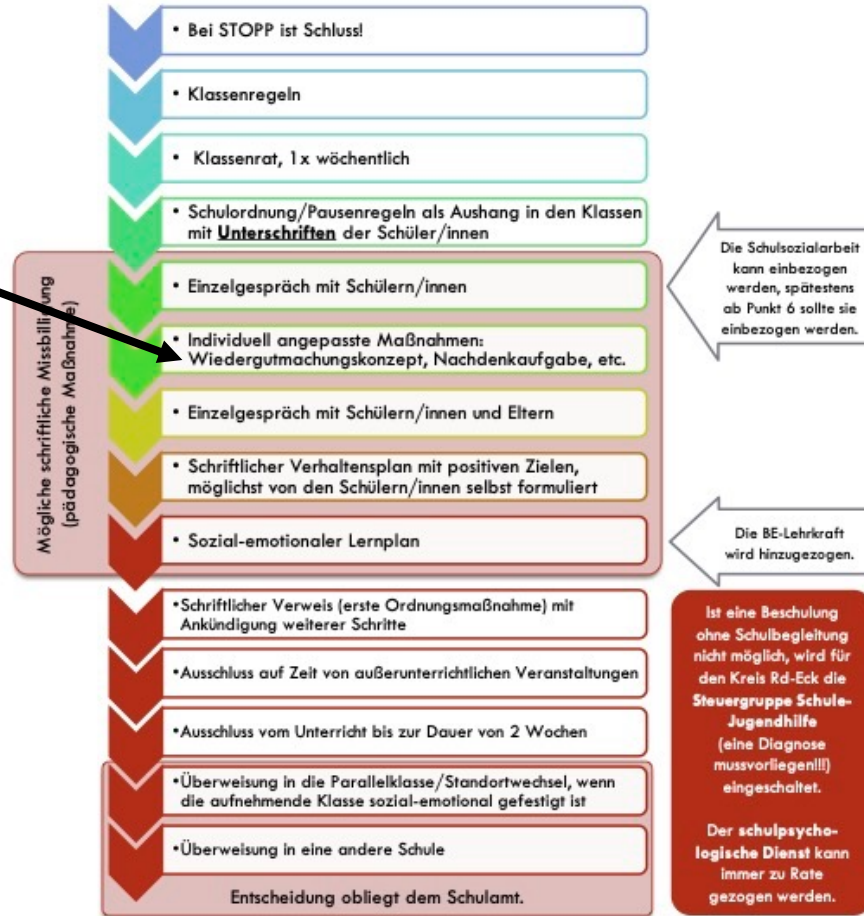 • Bei STOPP ist Schluss!
• Klassenregeln
• Klassenrat, 1x wöchentlich
• Schulordnung/Pausenregeln als Aushang in den Klassen
mit Unterschriften der Schüler/innen
Mögliche schriftliche Missbilligung
(pädagogische Maßnahme)
• Einzelgespräch mit Schülern/innen
• Individuell angepasste Maßnahmen:
Wiedergutmachungskonzept, Nachdenkaufgabe, etc.
• Einzelgespräch mit Schülern/innen und Eltern
• Schriftlicher Verhaltensplan mit positiven Zielen,
möglichst von den Schülern/innen selbst formuliert
• Sozial-emotionaler Lernplan
•Schriftlicher Verweis (erste Ordnungsmaßnahme) mit
Ankündigung weiterer Schritte
•Ausschluss auf Zeit von außerunterrichtlichen Veranstaltungen
•Ausschluss vom Unterricht bis zur Dauer von 2 Wochen
•Überweisung in die Parallelklasse/Standortwechsel, wenn
die aufnehmende Klasse sozial-emotional gefestigt ist
•Überweisung in eine andere Schule
Entscheidung obliegt dem Schulamt.
Die Schulsozialarbeit
kann einbezogen
werden, spätestens
ab Punkt 6 sollte sie
einbezogen werden.
Die BE-Lehrkraft
wird hinzugezogen.
Ist eine Beschulung
ohne Schulbegleitung
nicht möglich, wird für
den Kreis Rd-Eck die
Steuergruppe Schule-
Jugendhilfe
(eine Diagnose
mussvorliegen!!!)
eingeschaltet.
Der schulpsycho-
logische Dienst kann
immer zu Rate
gezogen werden.